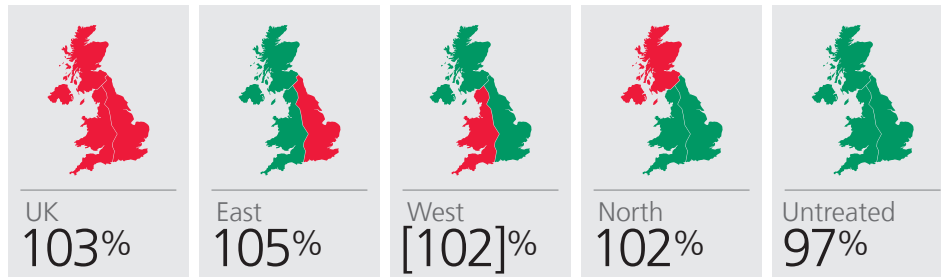 UK
103%
East
105%
West
[102]%
North
102%
Untreated
97%